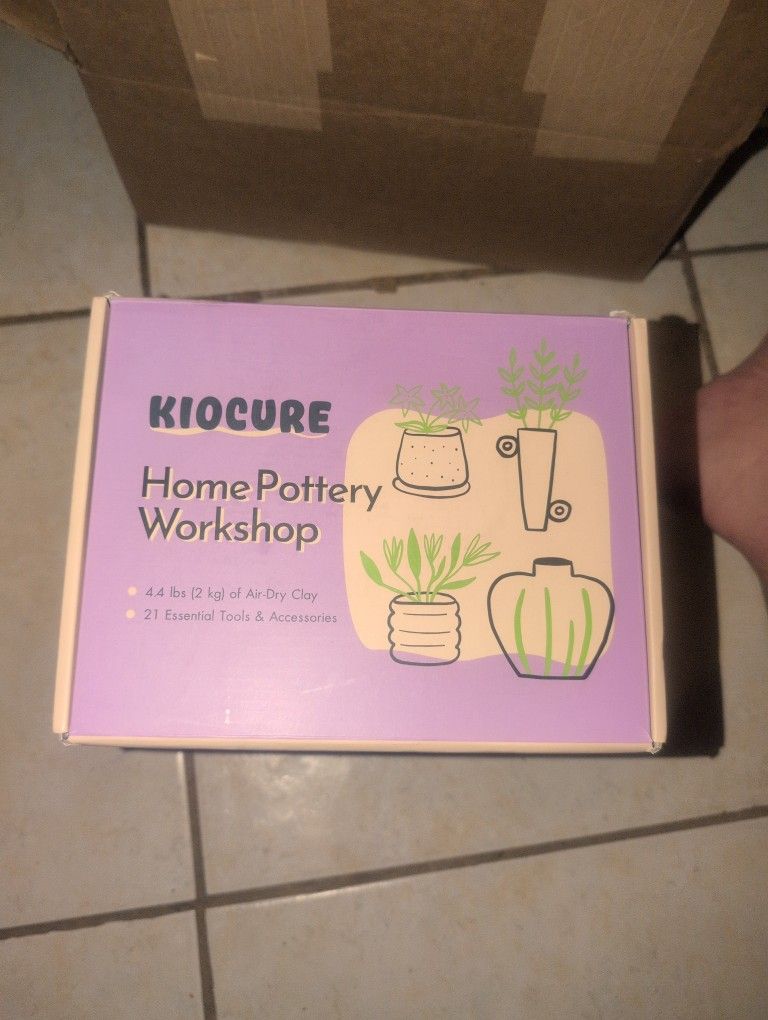 KIOCURE
Home Pottery
Workshop
4.4 lbs (2 kg) of Air-Dry Clay
21 Essential Tools & Accessories